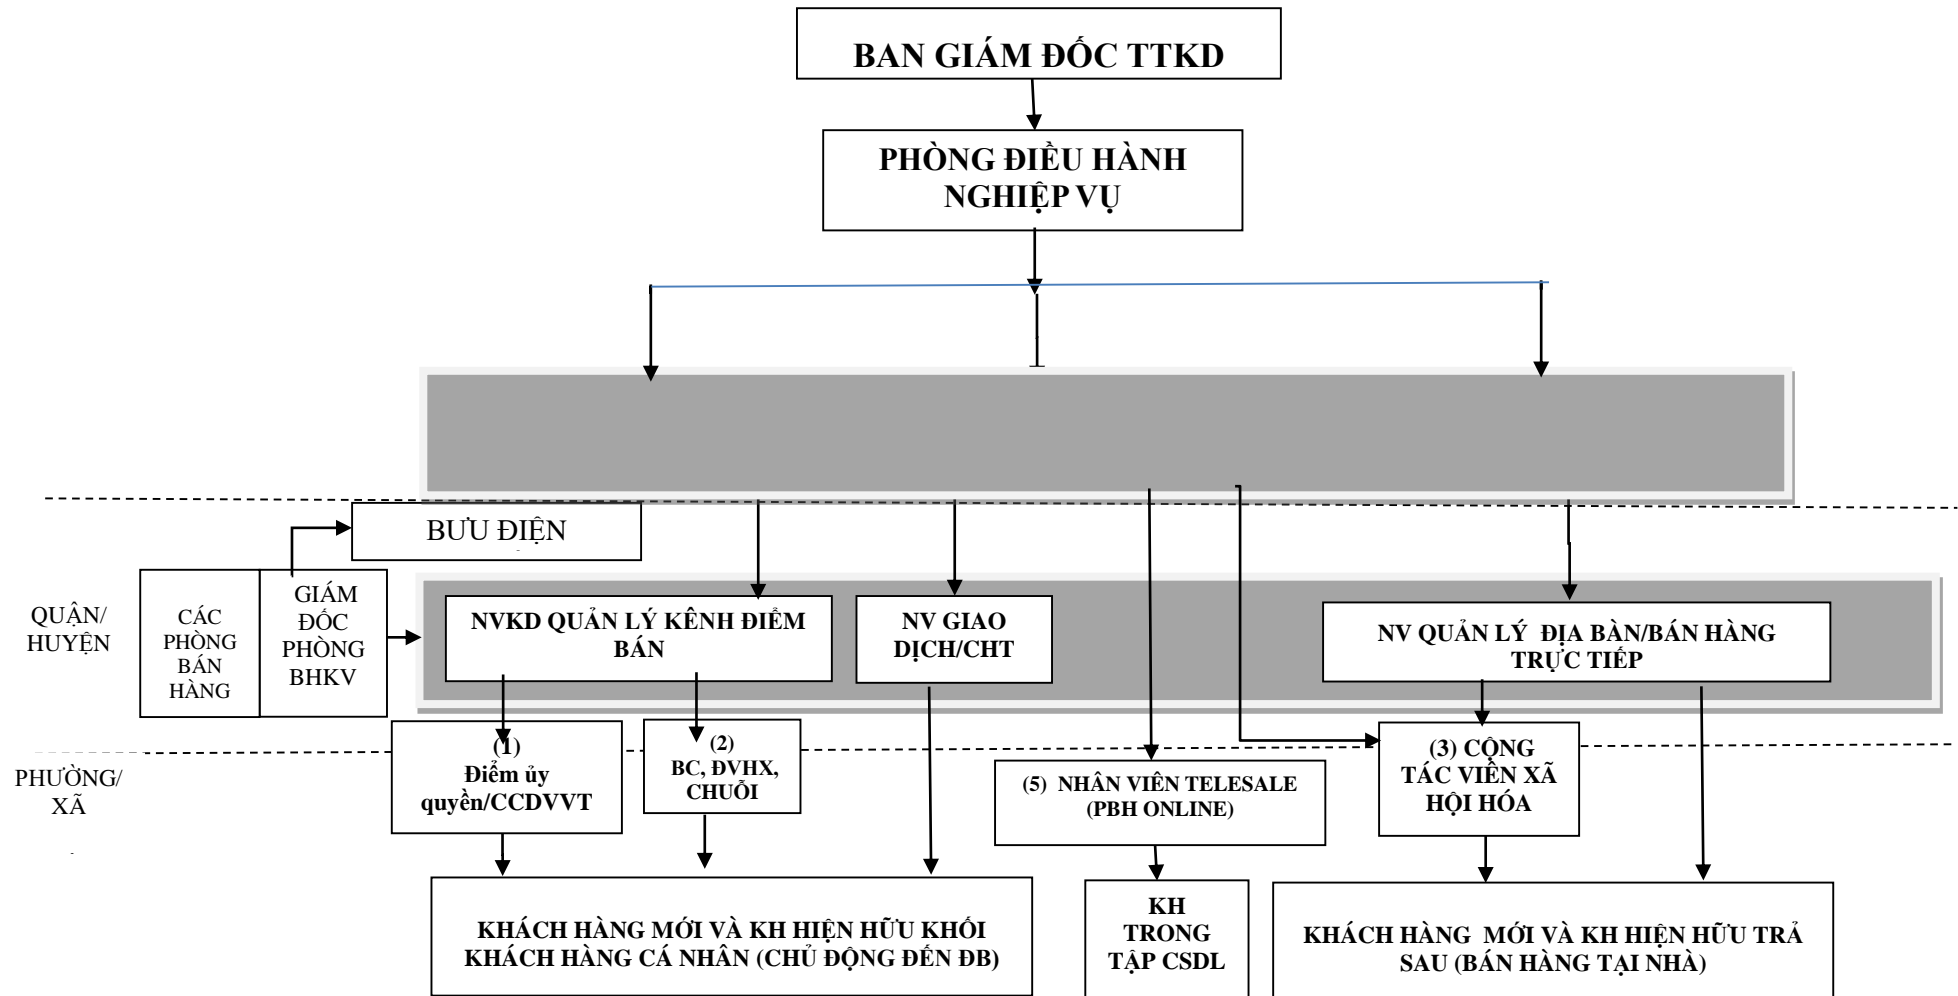 BAN GIÁM ĐỐC TTKD
PHÒNG ĐIỀU HÀNH
NGHIỆP VỤ
BƯU ĐIỆN
QUẬN/
HUYỆN
CÁC
PHÒNG
BÁN
HÀNG
GIÁM
ĐỐC
PHÒNG
BHKV
NVKD QUẢN LÝ KÊNH ĐIỂM
BÁN
NV GIAO
DỊCH/CHT
NV QUẢN LÝ ĐỊA BÀN/BÁN HÀNG
TRỰC TIẾP
PHƯỜNG/
XÃ
(1)
Điểm ủy
quyền/CCDVVT
(2)
BC, ĐVHX,
CHUỖI
(5) NHÂN VIÊN TELESALE
(PBH ONLINE)
(3) CỘNG
TÁC VIÊN XÃ
HỘI HÓA
KHÁCH HÀNG MỚI VÀ KH HIỆN HỮU KHỐI
KHÁCH HÀNG CÁ NHÂN (CHỦ ĐỘNG ĐẾN ĐB)
KH
TRONG
TẬP CSDL
KHÁCH HÀNG MỚI VÀ KH HIỆN HỮU TRẢ
SAU (BÁN HÀNG TẠI NHÀ)